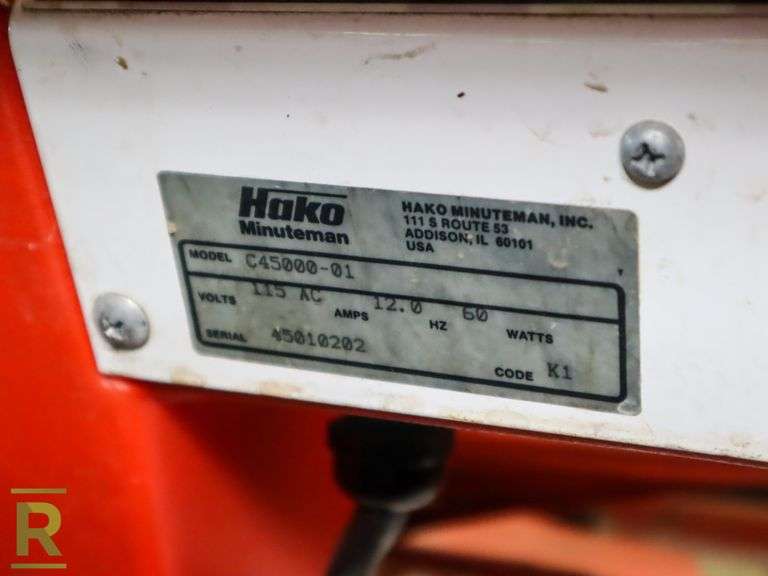 Hako
Minuteman
HAKO MINUTEMAN, INC.
111 S ROUTE 53
ADDISON, IL 60101
USA
MODEL C45000-01
VOLTS 115 AC AMPS 12.0 HZ 60 WATTS
SERIAL 45010202 CODE K1
R